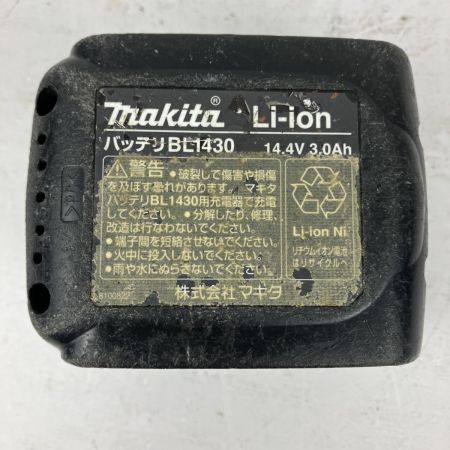 makita® Li-ion
バッテリBL1430 14.4V 3.0Ah
⚠警告 ●破裂して傷害や損傷
を及ぼす恐れがあります。マキタ
バッテリBL1430用充電器で充電
してください。●分解したり、修理、
改造は行なわないでください。
●端子間を短絡させないでください。
●火中に投入しないでください。
●雨や水にぬらさないでください。
株式会社マキタ
Li-ion Ni
リチウムイオン電池
はリサイクルへ